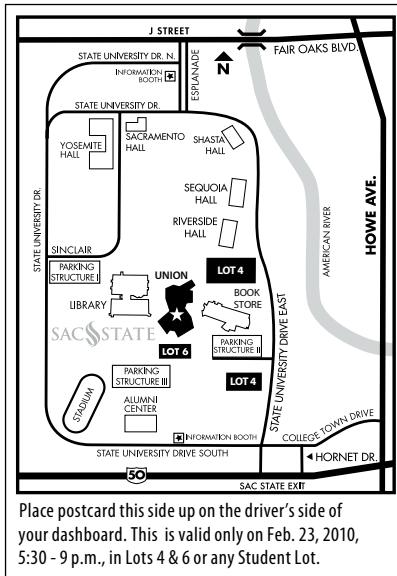 J STREET
FAIR OAKS BLVD.
STATE UNIVERSITY DR. N.
INFORMATION
BOOTH
ESPLANADE
N
STATE UNIVERSITY DR.
YOSEMITE
HALL
SACRAMENTO
HALL
SHASTA
HALL
SEQUOIA
HALL
RIVERSIDE
HALL
AMERICAN RIVER
HOWE AVE.
STATE UNIVERSITY DR.
SINCLAIR
PARKING
STRUCTURE I
UNION
LOT 4
LIBRARY
BOOK
STORE
SAC STATE
LOT 6
PARKING
STRUCTURE II
STATE UNIVERSITY DRIVE EAST
PARKING
STRUCTURE III
LOT 4
STADIUM
ALUMNI
CENTER
INFORMATION BOOTH
COLLEGE TOWN DRIVE
STATE UNIVERSITY DRIVE SOUTH
HORNET DR.
50
SAC STATE EXIT
Place postcard this side up on the driver's side of
your dashboard. This is valid only on Feb. 23, 2010,
5:30 - 9 p.m., in Lots 4 & 6 or any Student Lot.